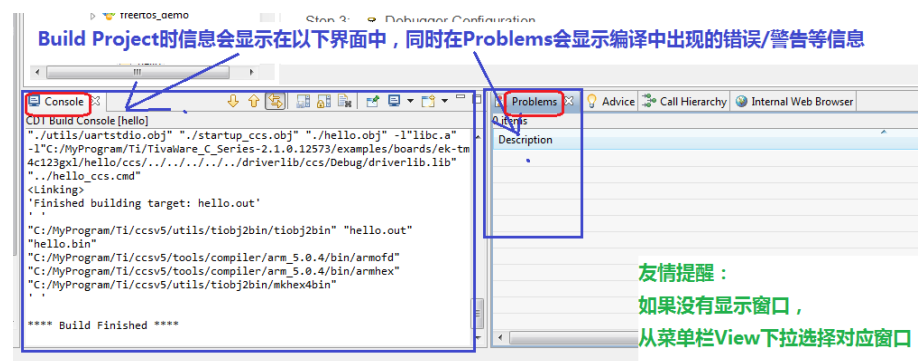 freertos_demo
Step 3:
Debugger Configuration
Build Project时信息会显示在以下界面中，同时在Problems会显示编译中出现的错误/警告等信息
Console
Problems
Advice
Call Hierarchy
Internal Web Browser
CDT Build Console [hello]
0 items
Description
"./utils/uartstdio.obj" "./startup_ccs.obj" "./hello.obj" -l"libc.a"
-l"C:/MyProgram/Ti/TivaWare_C_Series-2.1.0.12573/examples/boards/ek-tm
4c123gxl/hello/ccs/../../../../../driverlib/ccs/Debug/driverlib.lib"
"../hello_ccs.cmd"
<Linking>
'Finished building target: hello.out'
' '
"C:/MyProgram/Ti/ccsv5/utils/tiobj2bin/tiobj2bin" "hello.out"
"hello.bin"
"C:/MyProgram/Ti/ccsv5/tools/compiler/arm_5.0.4/bin/armofd"
"C:/MyProgram/Ti/ccsv5/tools/compiler/arm_5.0.4/bin/armhex"
"C:/MyProgram/Ti/ccsv5/utils/tiobj2bin/mkhex4bin"
' '
**** Build Finished ****
友情提醒：
如果没有显示窗口，
从菜单栏View下拉选择对应窗口